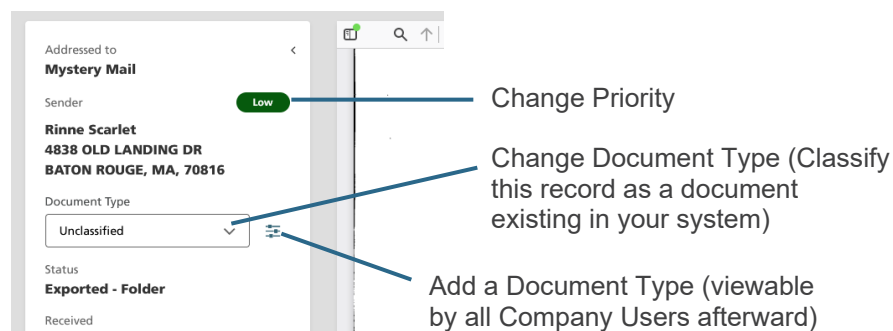 Addressed to
Mystery Mail
Sender
Low
Rinne Scarlet
4838 OLD LANDING DR
BATON ROUGE, MA, 70816
Document Type
Unclassified
Status
Exported - Folder
Received
Change Priority
Change Document Type (Classify
this record as a document
existing in your system)
Add a Document Type (viewable
by all Company Users afterward)